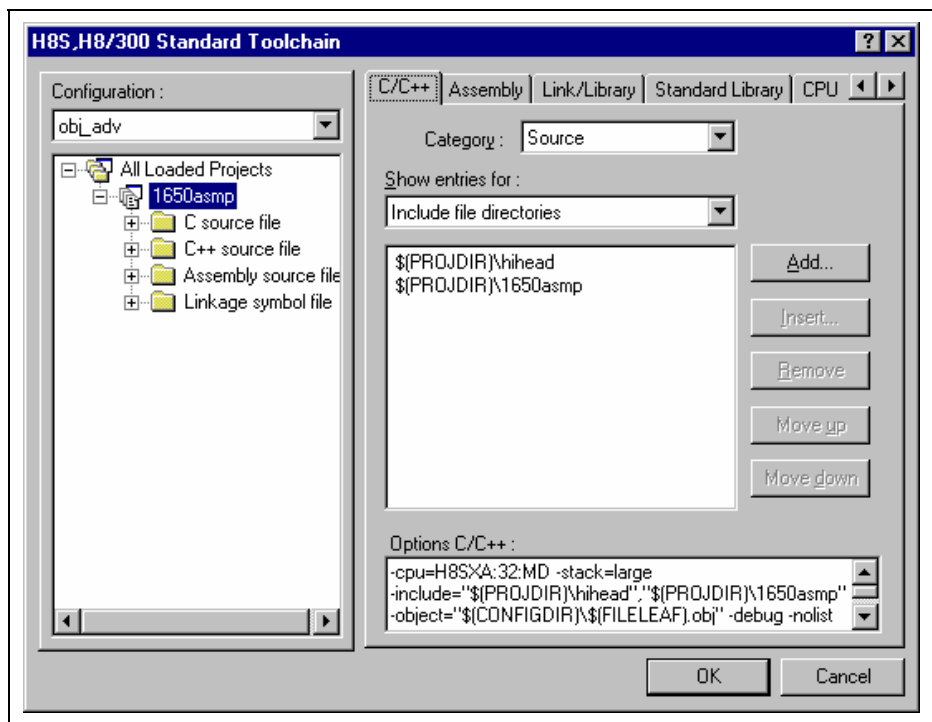 H8S,H8/300 Standard Toolchain
Configuration :
obj_adv
All Loaded Projects
1650asmp
C source file
C++ source file
Assembly source file
Linkage symbol file
C/C++ Assembly Link/Library Standard Library CPU
Category : Source
Show entries for :
Include file directories
$(PROJDIR)\hihead
$(PROJDIR)\1650asmp
Add...
Insert...
Remove
Move up
Move down
Options C/C++ :
-cpu=H8SXA:32:MD -stack=large
-include="$(PROJDIR)\hihead","$(PROJDIR)\1650asmp"
-object="$(CONFIGDIR)\$(FILELEAF).obj" -debug -nolist
OK Cancel